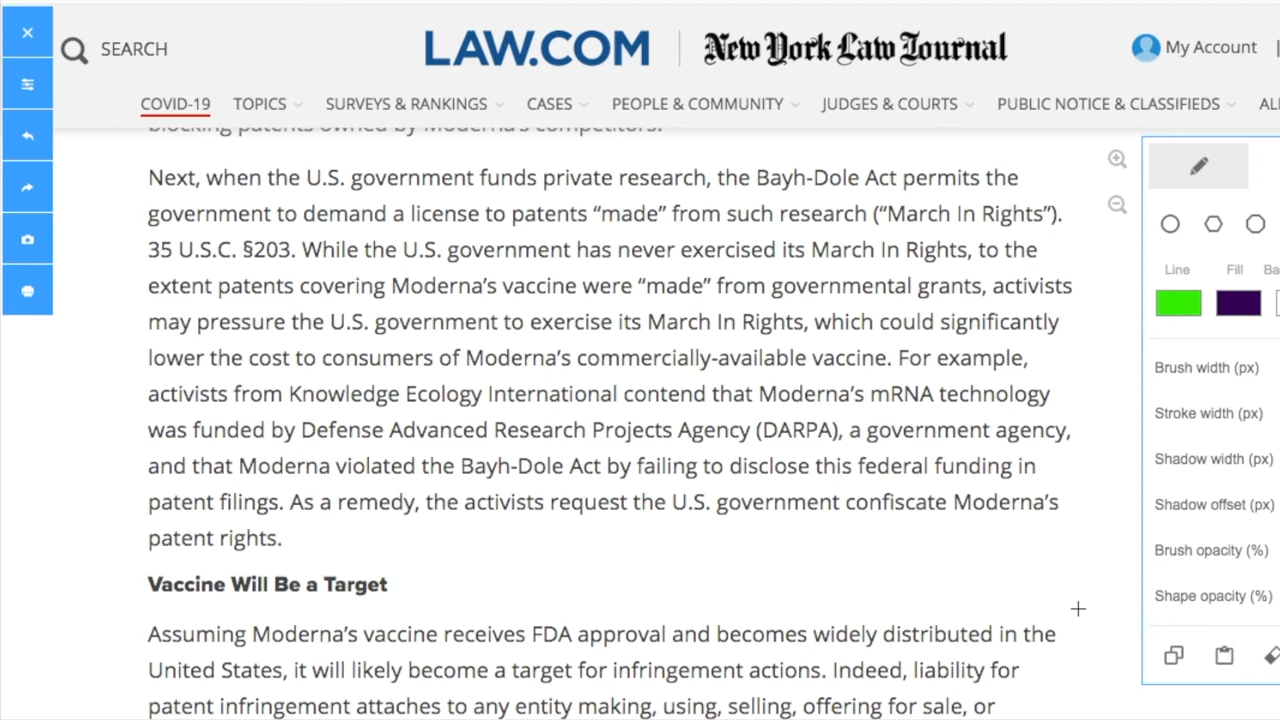 SEARCH
LAW.COM
New York Law Journal
My Account
COVID-19 TOPICS SURVEYS & RANKINGS CASES PEOPLE & COMMUNITY JUDGES & COURTS PUBLIC NOTICE & CLASSIFIEDS
blocking patents owned by Moderna's competitors.
Next, when the U.S. government funds private research, the Bayh-Dole Act permits the
government to demand a license to patents “made” from such research (“March In Rights”).
35 U.S.C. §203. While the U.S. government has never exercised its March In Rights, to the
extent patents covering Moderna’s vaccine were “made” from governmental grants, activists
may pressure the U.S. government to exercise its March In Rights, which could significantly
lower the cost to consumers of Moderna’s commercially-available vaccine. For example,
activists from Knowledge Ecology International contend that Moderna’s mRNA technology
was funded by Defense Advanced Research Projects Agency (DARPA), a government agency,
and that Moderna violated the Bayh-Dole Act by failing to disclose this federal funding in
patent filings. As a remedy, the activists request the U.S. government confiscate Moderna’s
patent rights.
Vaccine Will Be a Target
Assuming Moderna’s vaccine receives FDA approval and becomes widely distributed in the
United States, it will likely become a target for infringement actions. Indeed, liability for
patent infringement attaches to any entity making, using, selling, offering for sale, or
Line Fill
Brush width (px)
Stroke width (px)
Shadow width (px)
Shadow offset (px)
Brush opacity (%)
Shape opacity (%)